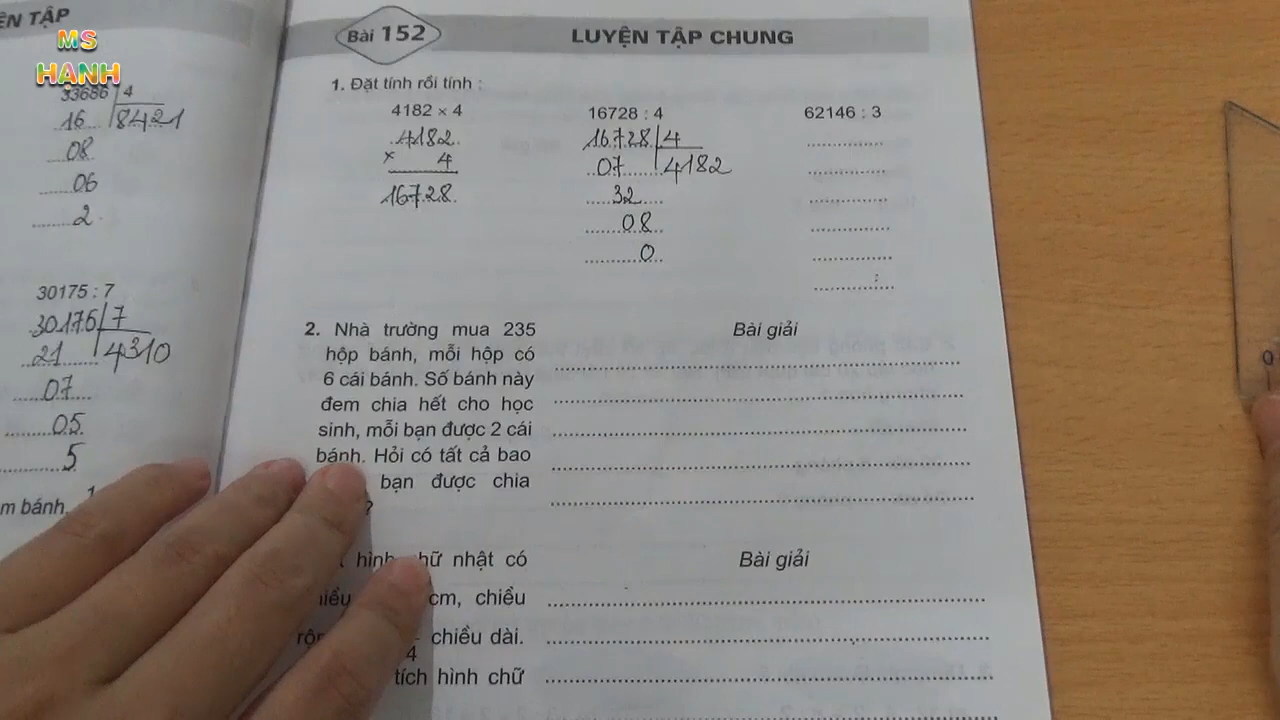 ỆN TẬP
MS
HẠNH
33686 4
16 8421
08
06
2
30175 : 7
30175 7
21 4310
07
05
5
m bánh.
Bài 152
LUYỆN TẬP CHUNG
1. Đặt tính rồi tính :
4182 × 4
4182
× 4
16728
16728 : 4
16728 4
07 4182
32
08
0
62146 : 3
2. Nhà trường mua 235
hộp bánh, mỗi hộp có
6 cái bánh. Số bánh này
đem chia hết cho học
sinh, mỗi bạn được 2 cái
bánh. Hỏi có tất cả bao
bạn được chia
?
Bài giải
hình chữ nhật có
cm, chiều
chiều dài.
4
tích hình chữ
Bài giải
0